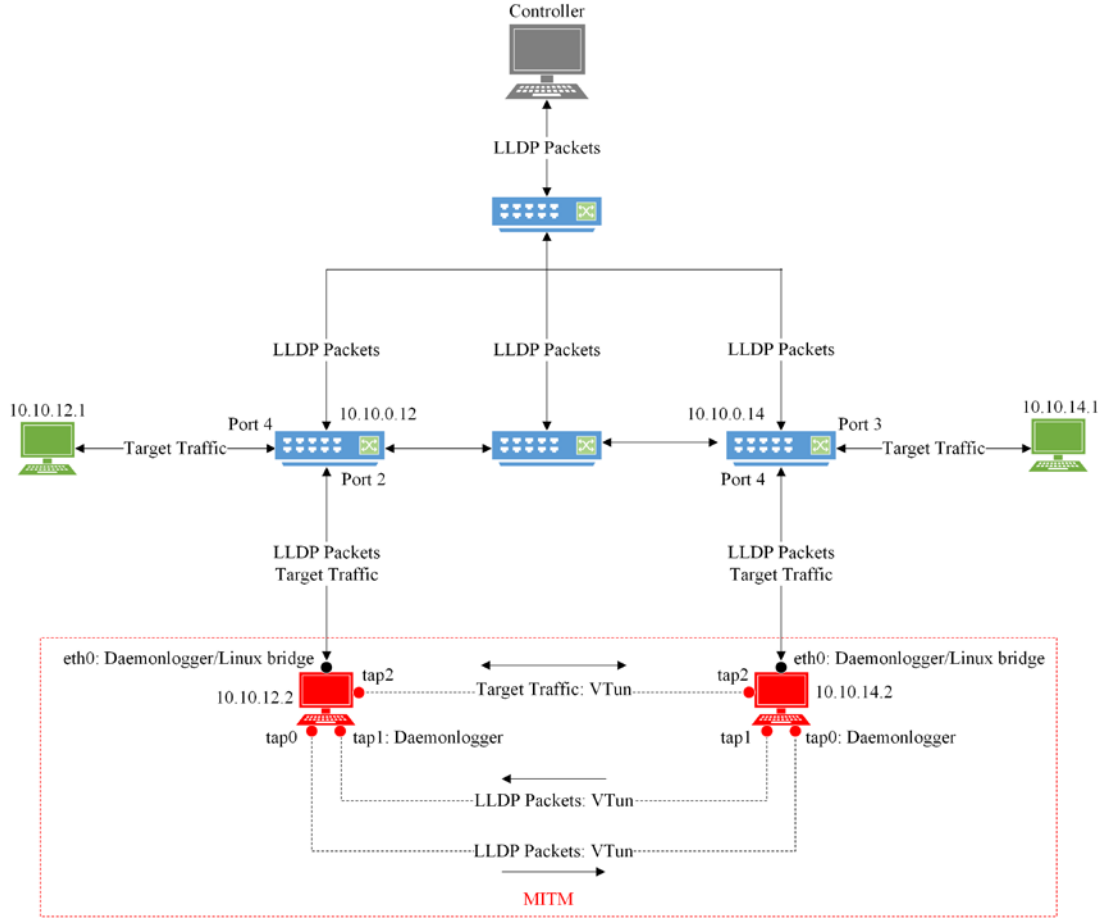 Controller
LLDP Packets
LLDP Packets
LLDP Packets
LLDP Packets
10.10.12.1
Port 4
10.10.0.12
10.10.0.14
Port 3
10.10.14.1
Target Traffic
Target Traffic
Port 2
Port 4
LLDP Packets
Target Traffic
LLDP Packets
Target Traffic
eth0: Daemonlogger/Linux bridge
eth0: Daemonlogger/Linux bridge
tap2
tap2
10.10.12.2
Target Traffic: VTun
10.10.14.2
tap0
tap1: Daemonlogger
tap1
tap0: Daemonlogger
LLDP Packets: VTun
LLDP Packets: VTun
MITM